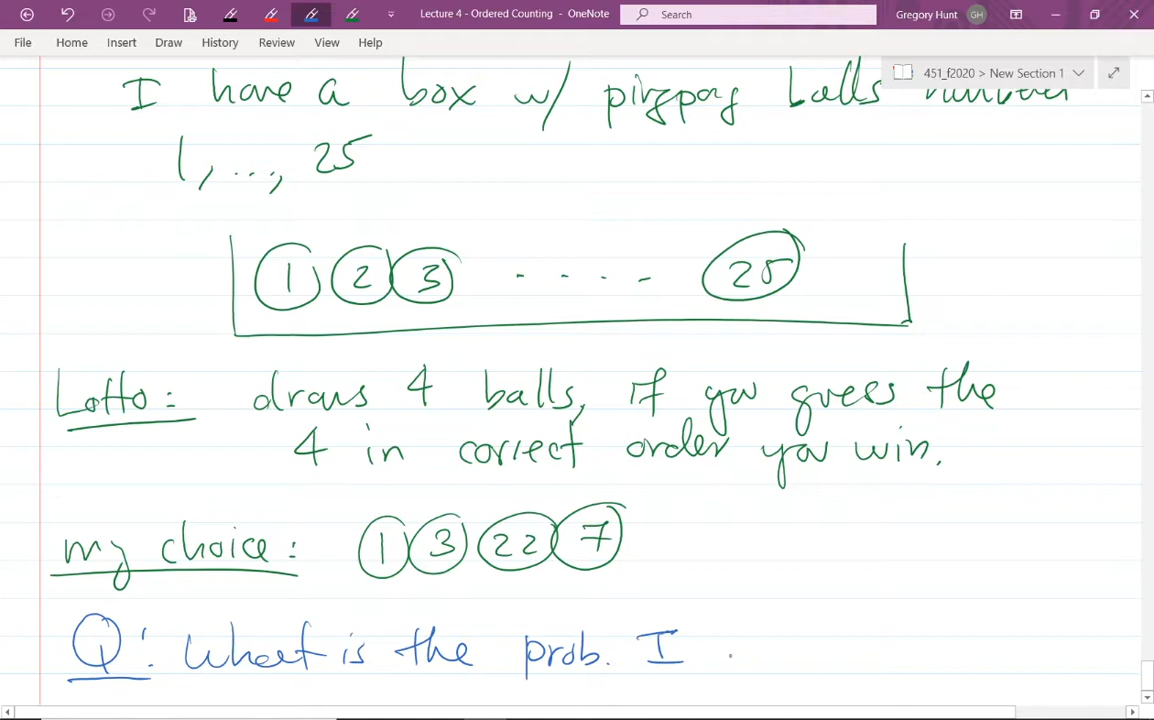 Lecture 4 - Ordered Counting - OneNote
Search
Gregory Hunt GH
File Home Insert Draw History Review View Help
451_f2020 > New Section 1
I have a box w/ pingpong balls number
1, ..., 25
1 2 3 . . . . 25
Lotto: draws 4 balls, if you guess the
4 in correct order you win.
my choice: 1 3 22 7
Q: What is the prob. I